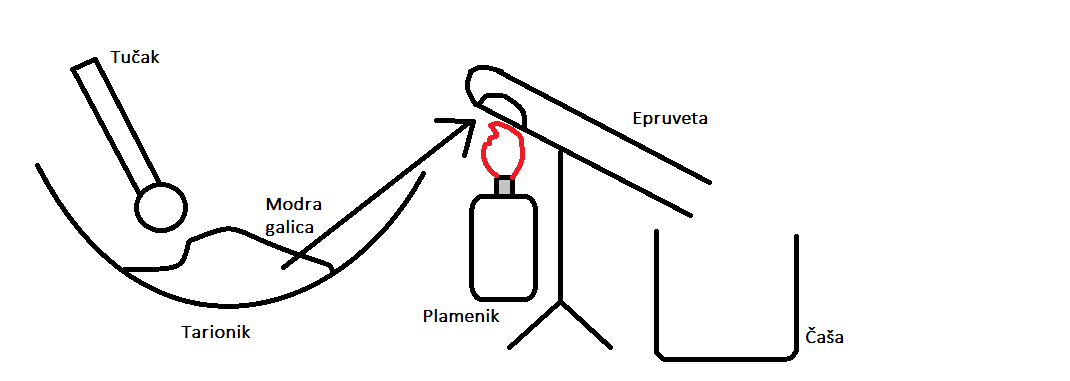 Tučak
Epruveta
Modra
galica
Plamenik
Tarionik
Čaša